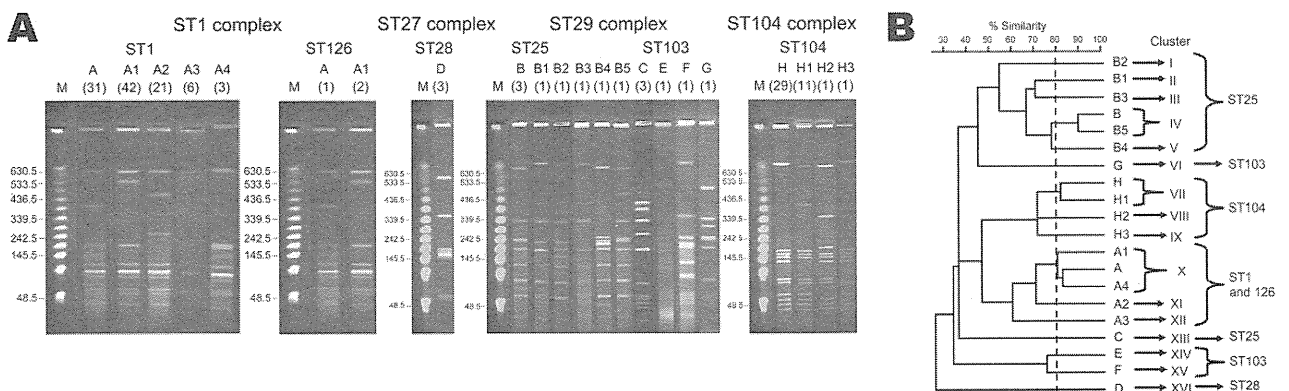 A
ST1 complex ST27 complex ST29 complex ST104 complex
ST1 ST126 ST28 ST25 ST103 ST104
A A1 A2 A3 A4 A A1 D B B1 B2 B3 B4 B5 C E F G H H1 H2 H3
M (31) (42) (21) (6) (3) M (1) (2) M (3) M (3) (1) (1) (1) (1) (1) (3) (1) (1) (1) M (29) (11) (1) (1)
630.5 630.5 630.5 630.5 630.5
533.5 533.5 533.5 533.5 533.5
436.5 436.5 436.5 436.5 436.5
339.5 339.5 339.5 339.5 339.5
242.5 242.5 242.5 242.5 242.5
145.5 145.5 145.5 145.5 145.5
48.5 48.5 48.5 48.5 48.5
B
% Similarity
30 40 50 60 70 80 90 100 Cluster
B2 I
B1 II
B3 III
ST25
B
B5 IV
B4 V
G VI ST103
H
H1 VII
H2 VIII ST104
H3 IX
A1
A X
A4
ST1
and 126
A2 XI
A3 XII
C XIII ST25
E XIV
F XV ST103
D XVI ST28